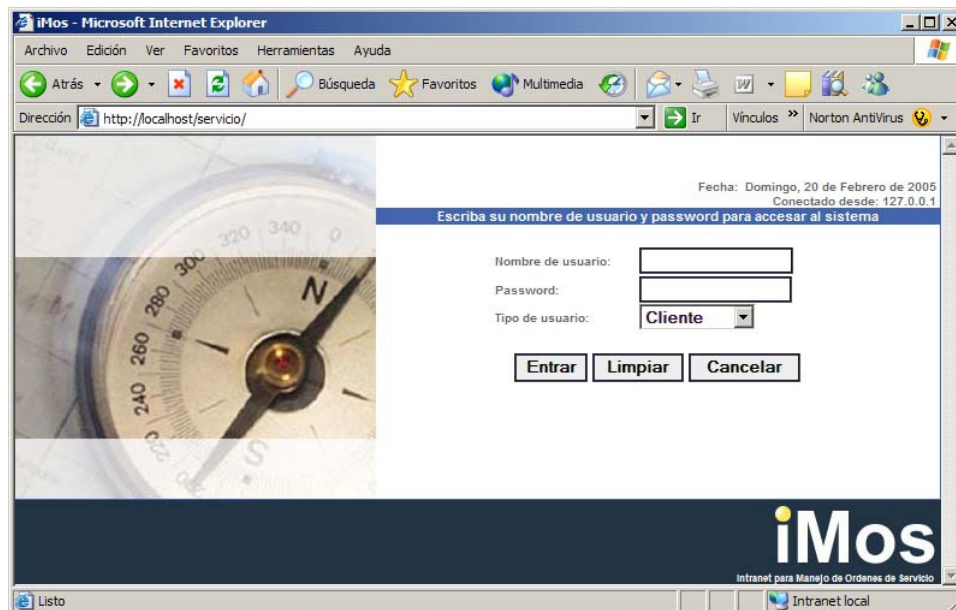 iMos - Microsoft Internet Explorer
Archivo Edición Ver Favoritos Herramientas Ayuda
Atrás Búsqueda Favoritos Multimedia
Dirección http://localhost/servicio/ Ir Vínculos » Norton AntiVirus
Fecha: Domingo, 20 de Febrero de 2005
Conectado desde: 127.0.0.1
Escriba su nombre de usuario y password para accesar al sistema
Nombre de usuario:
Password:
Tipo de usuario: Cliente
Entrar Limpiar Cancelar
320 340 0
300
280 N
260
240
220 S
iMos
Intranet para Manejo de Ordenes de Servicio
Listo Intranet local